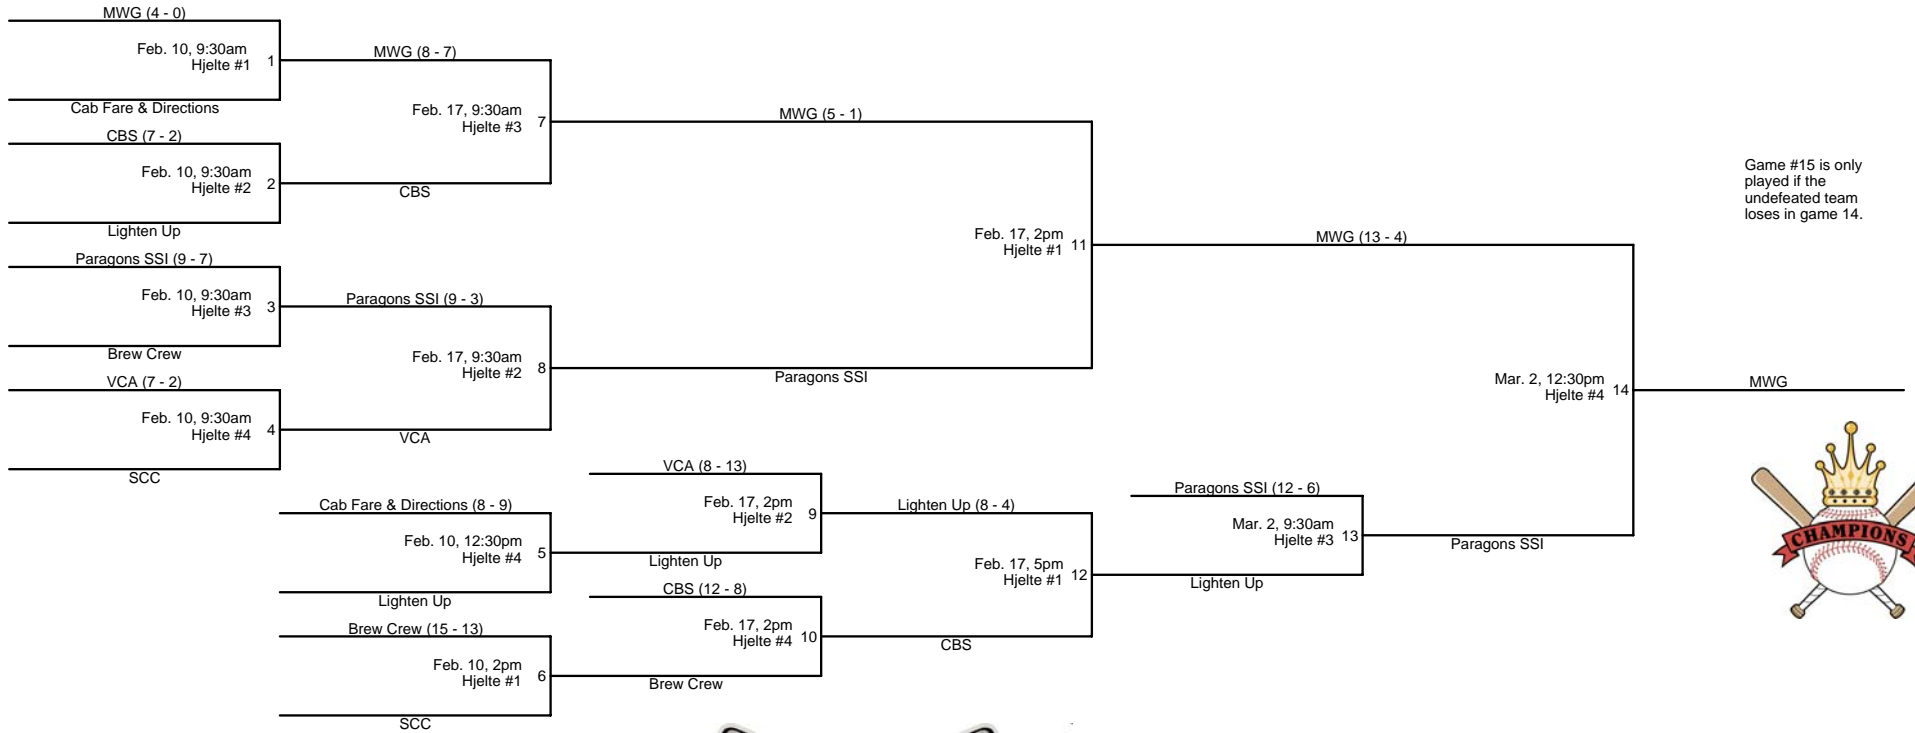 MWG (4 - 0)
Feb. 10, 9:30am
Hjelte #1
1
Cab Fare & Directions
CBS (7 - 2)
Feb. 10, 9:30am
Hjelte #2
2
Lighten Up
Paragons SSI (9 - 7)
Feb. 10, 9:30am
Hjelte #3
3
Brew Crew
VCA (7 - 2)
Feb. 10, 9:30am
Hjelte #4
4
SCC
MWG (8 - 7)
Feb. 17, 9:30am
Hjelte #3
7
CBS
Paragons SSI (9 - 3)
Feb. 17, 9:30am
Hjelte #2
8
VCA
Cab Fare & Directions (8 - 9)
Feb. 10, 12:30pm
Hjelte #4
5
Lighten Up
Brew Crew (15 - 13)
Feb. 10, 2pm
Hjelte #1
6
SCC
MWG (5 - 1)
Feb. 17, 2pm
Hjelte #1
11
Paragons SSI
VCA (8 - 13)
Feb. 17, 2pm
Hjelte #2
9
Lighten Up
CBS (12 - 8)
Feb. 17, 2pm
Hjelte #4
10
Brew Crew
Lighten Up (8 - 4)
Feb. 17, 5pm
Hjelte #1
12
CBS
MWG (13 - 4)
Mar. 2, 12:30pm
Hjelte #4
14
Paragons SSI (12 - 6)
Mar. 2, 9:30am
Hjelte #3
13
Lighten Up
Paragons SSI
Game #15 is only
played if the
undefeated team
loses in game 14.
MWG
CHAMPIONS